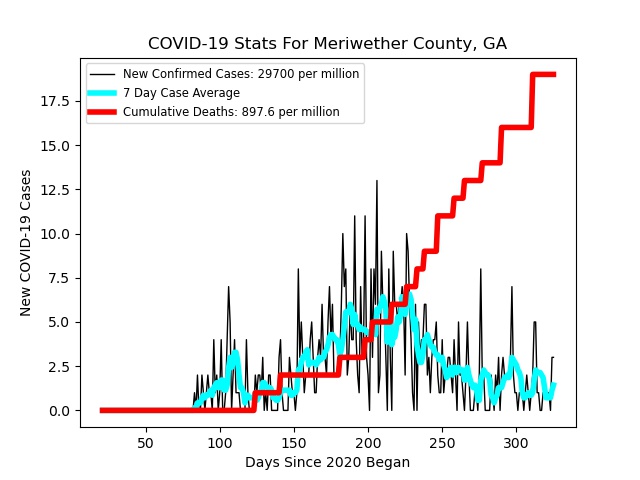 COVID-19 Stats For Meriwether County, GA
New Confirmed Cases: 29700 per million
7 Day Case Average
Cumulative Deaths: 897.6 per million
New COVID-19 Cases
17.5
15.0
12.5
10.0
7.5
5.0
2.5
0.0
50 100 150 200 250 300
Days Since 2020 Began